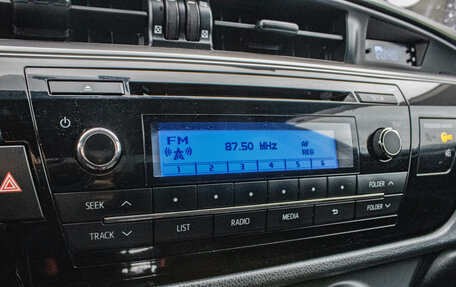 FM
87.50 MHz
AF
REG
1 2 3 4 5 6
SEEK
TRACK
LIST
RADIO
MEDIA
FOLDER
FOLDER